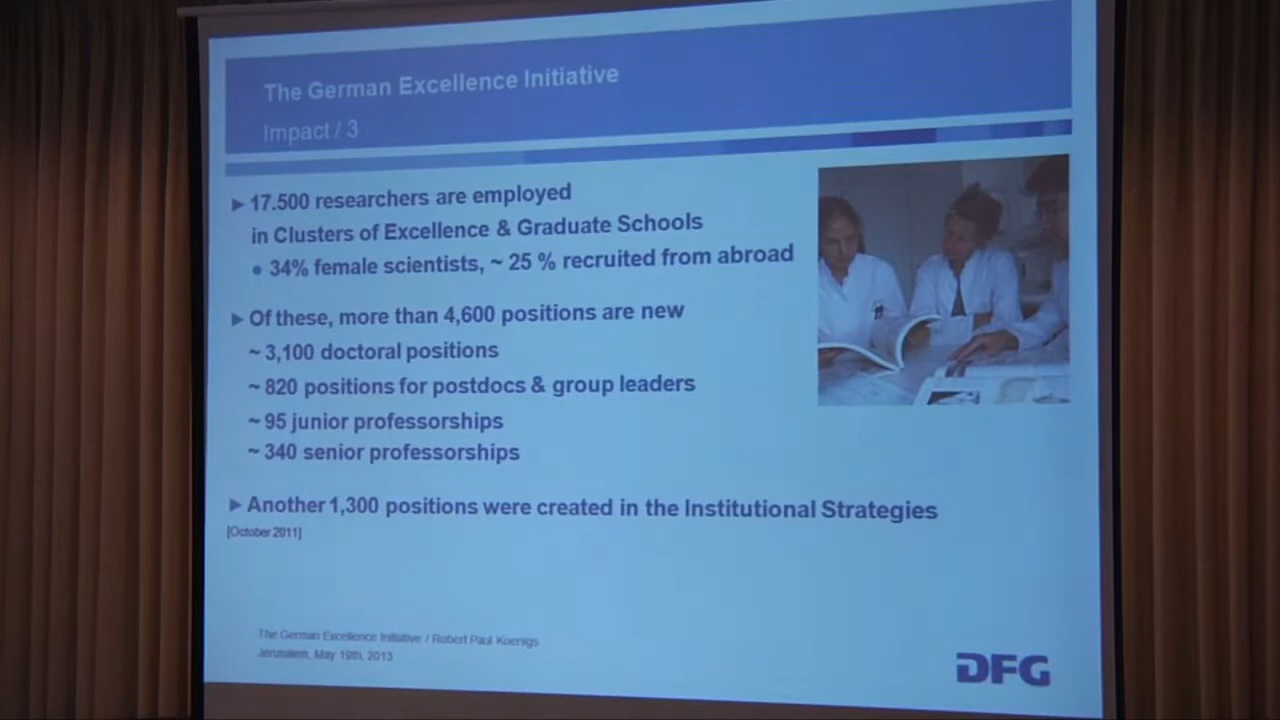 The German Excellence Initiative
Impact / 3
► 17.500 researchers are employed
in Clusters of Excellence & Graduate Schools
• 34% female scientists, ~ 25 % recruited from abroad
► Of these, more than 4,600 positions are new
~ 3,100 doctoral positions
~ 820 positions for postdocs & group leaders
~ 95 junior professorships
~ 340 senior professorships
► Another 1,300 positions were created in the Institutional Strategies
[October 2011]
The German Excellence Initiative / Robert Paul Koenigs
Jerusalem, May 19th, 2013
DFG